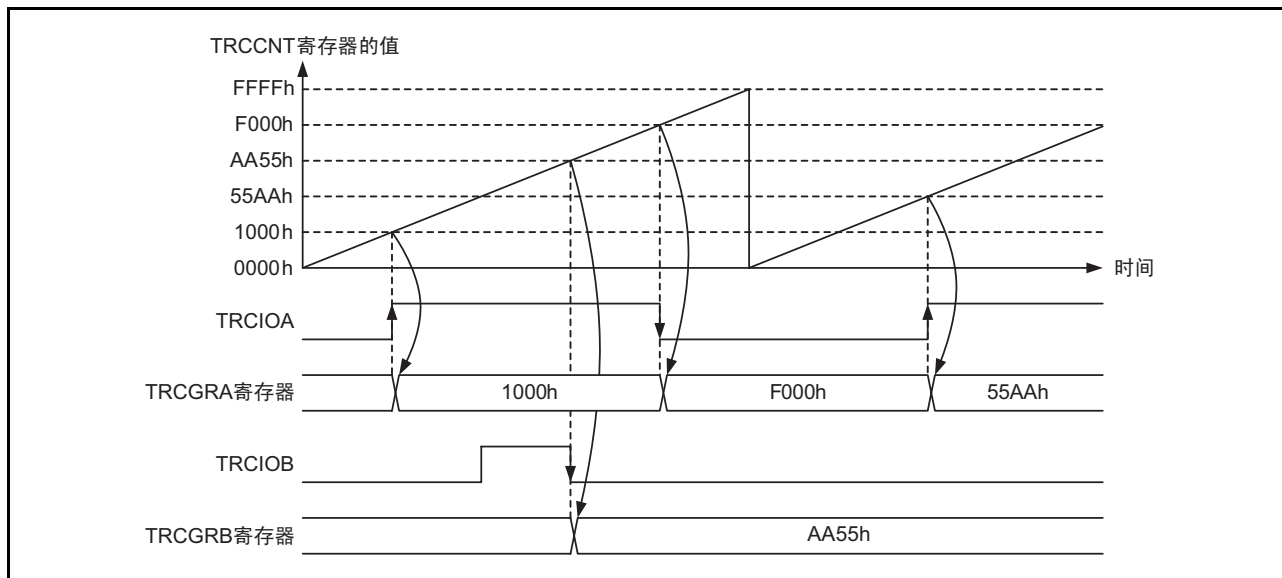 TRCCNT寄存器的值
FFFFh
F000h
AA55h
55AAh
1000h
0000h
时间
TRCIOA
TRCGRA寄存器 1000h F000h 55AAh
TRCIOB
TRCGRB寄存器 AA55h